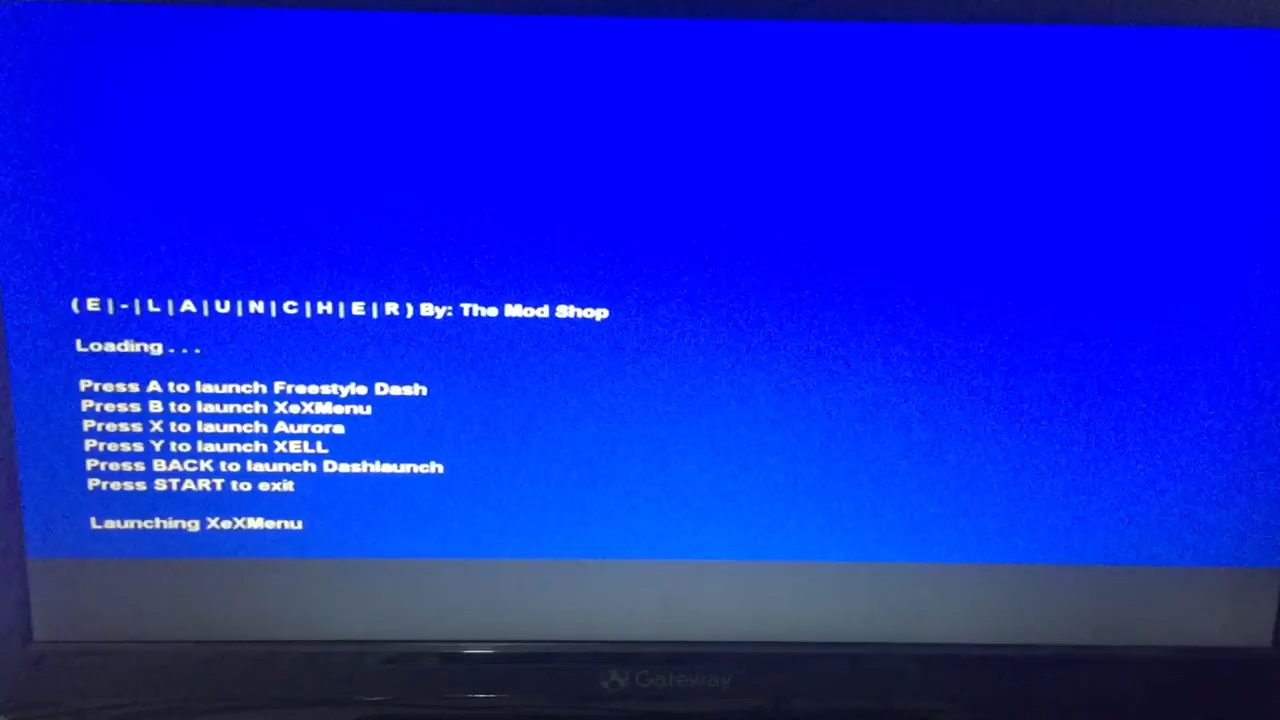 ( E | - | L | A | U | N | C | H | E | R ) By: The Mod Shop
Loading . . .
Press A to launch Freestyle Dash
Press B to launch XeXMenu
Press X to launch Aurora
Press Y to launch XELL
Press BACK to launch Dashlaunch
Press START to exit
Launching XeXMenu
Gateway